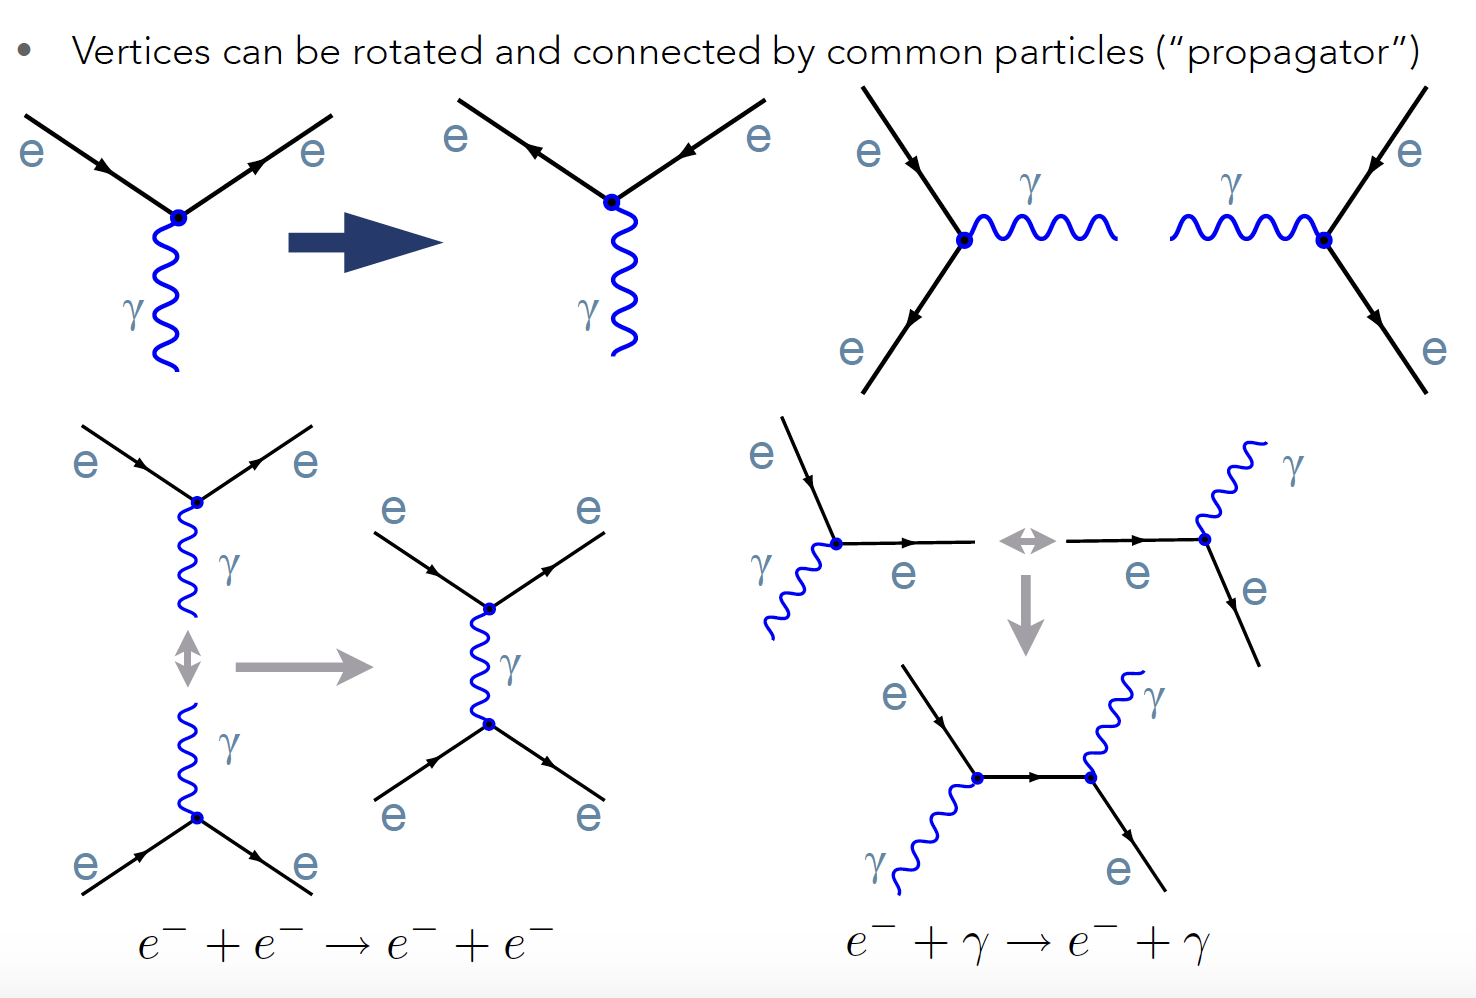 • Vertices can be rotated and connected by common particles (“propagator”)
e e γ
e e γ
e e γ
γ e e
e e γ
γ e e
e e γ e e
e γ e
γ e e
e γ γ e
e⁻ + e⁻ → e⁻ + e⁻
e⁻ + γ → e⁻ + γ